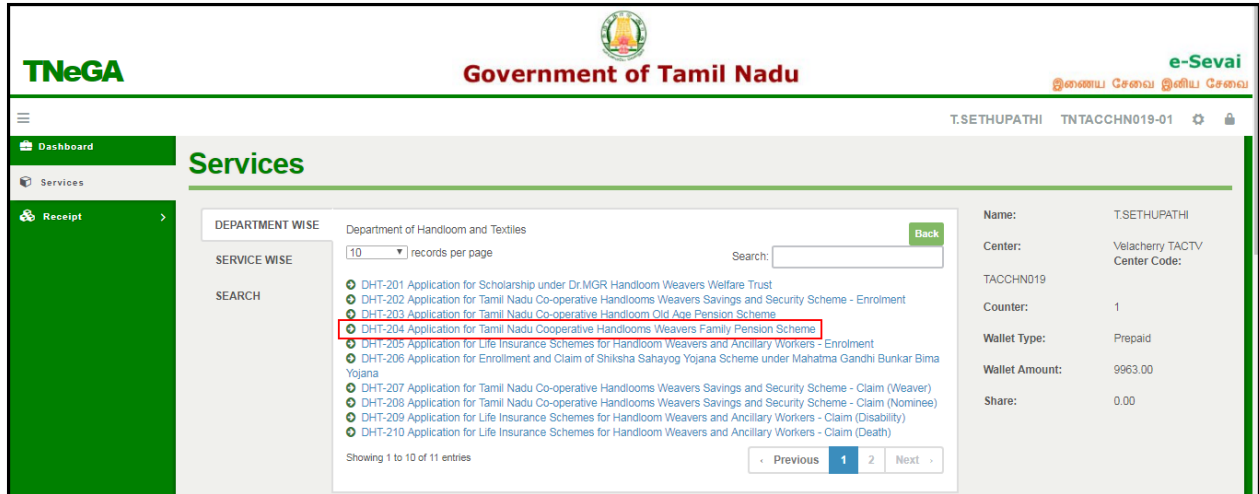 TNeGA
Government of Tamil Nadu
e-Sevai
இணைய சேவை இனிய சேவை
T.SETHUPATHI TNTACCHN019-01
Dashboard
Services
Receipt
Services
DEPARTMENT WISE
SERVICE WISE
SEARCH
Department of Handloom and Textiles
Back
10 records per page
Search:
DHT-201 Application for Scholarship under Dr.MGR Handloom Weavers Welfare Trust
DHT-202 Application for Tamil Nadu Co-operative Handlooms Weavers Savings and Security Scheme - Enrolment
DHT-203 Application for Tamil Nadu Co-operative Handloom Old Age Pension Scheme
DHT-204 Application for Tamil Nadu Cooperative Handlooms Weavers Family Pension Scheme
DHT-205 Application for Life Insurance Schemes for Handloom Weavers and Ancillary Workers - Enrolment
DHT-206 Application for Enrollment and Claim of Shiksha Sahayog Yojana Scheme under Mahatma Gandhi Bunkar Bima
Yojana
DHT-207 Application for Tamil Nadu Co-operative Handlooms Weavers Savings and Security Scheme - Claim (Weaver)
DHT-208 Application for Tamil Nadu Co-operative Handlooms Weavers Savings and Security Scheme - Claim (Nominee)
DHT-209 Application for Life Insurance Schemes for Handloom Weavers and Ancillary Workers - Claim (Disability)
DHT-210 Application for Life Insurance Schemes for Handloom Weavers and Ancillary Workers - Claim (Death)
Showing 1 to 10 of 11 entries
‹ Previous 1 2 Next ›
Name: T.SETHUPATHI
Center: Velacherry TACTV
Center Code:
TACCHN019
Counter: 1
Wallet Type: Prepaid
Wallet Amount: 9963.00
Share: 0.00